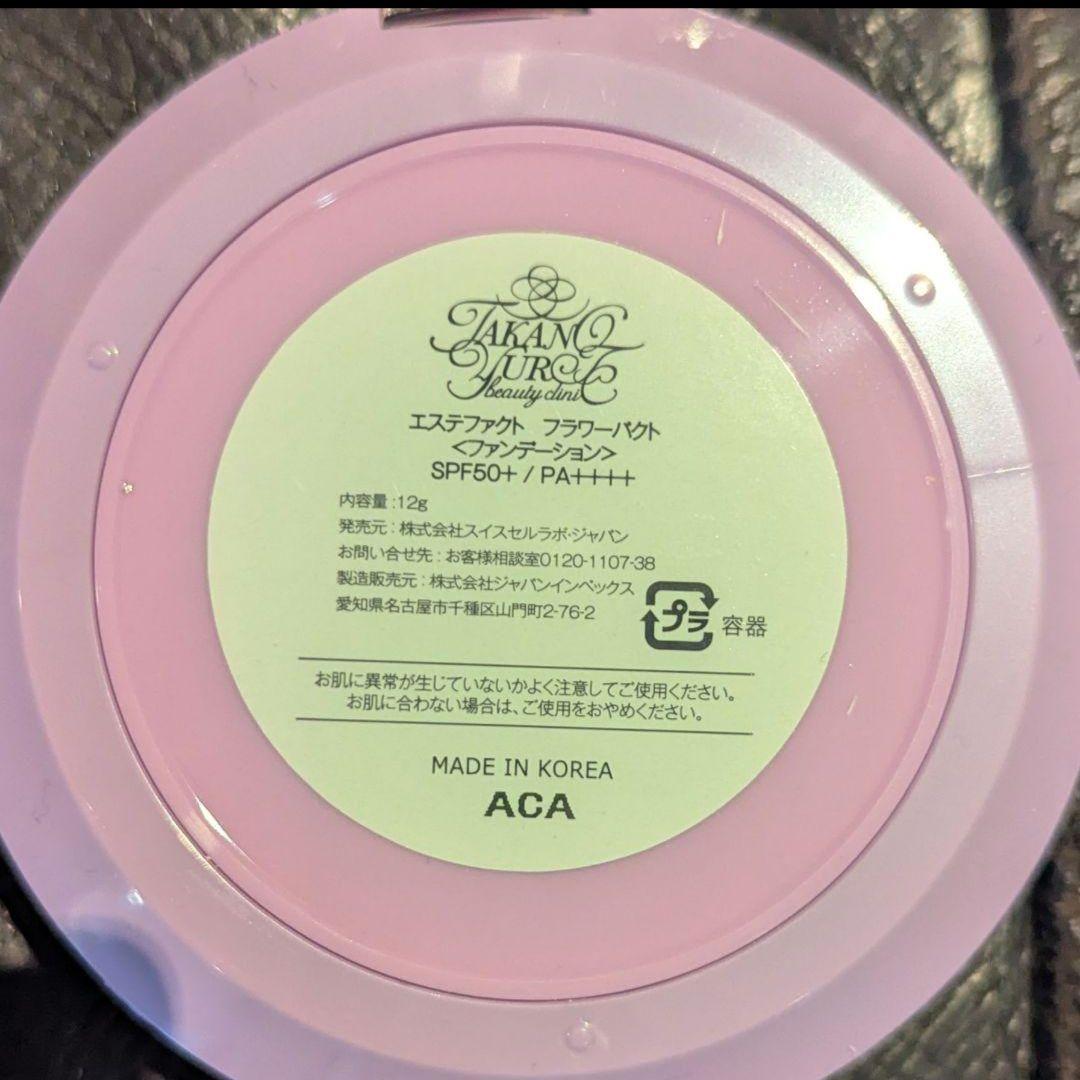 TAKANO
YURI
beauty clinic
エステファクト フラワーパクト
<ファンデーション>
SPF50+ / PA++++
内容量:12g
発売元:株式会社スイスセルラボ・ジャパン
お問い合せ先:お客様相談室0120-1107-38
製造販売元:株式会社ジャパンインペックス
愛知県名古屋市千種区山門町2-76-2
プラ 容器
お肌に異常が生じていないかよく注意してご使用ください。
お肌に合わない場合は、ご使用をおやめください。
MADE IN KOREA
ACA